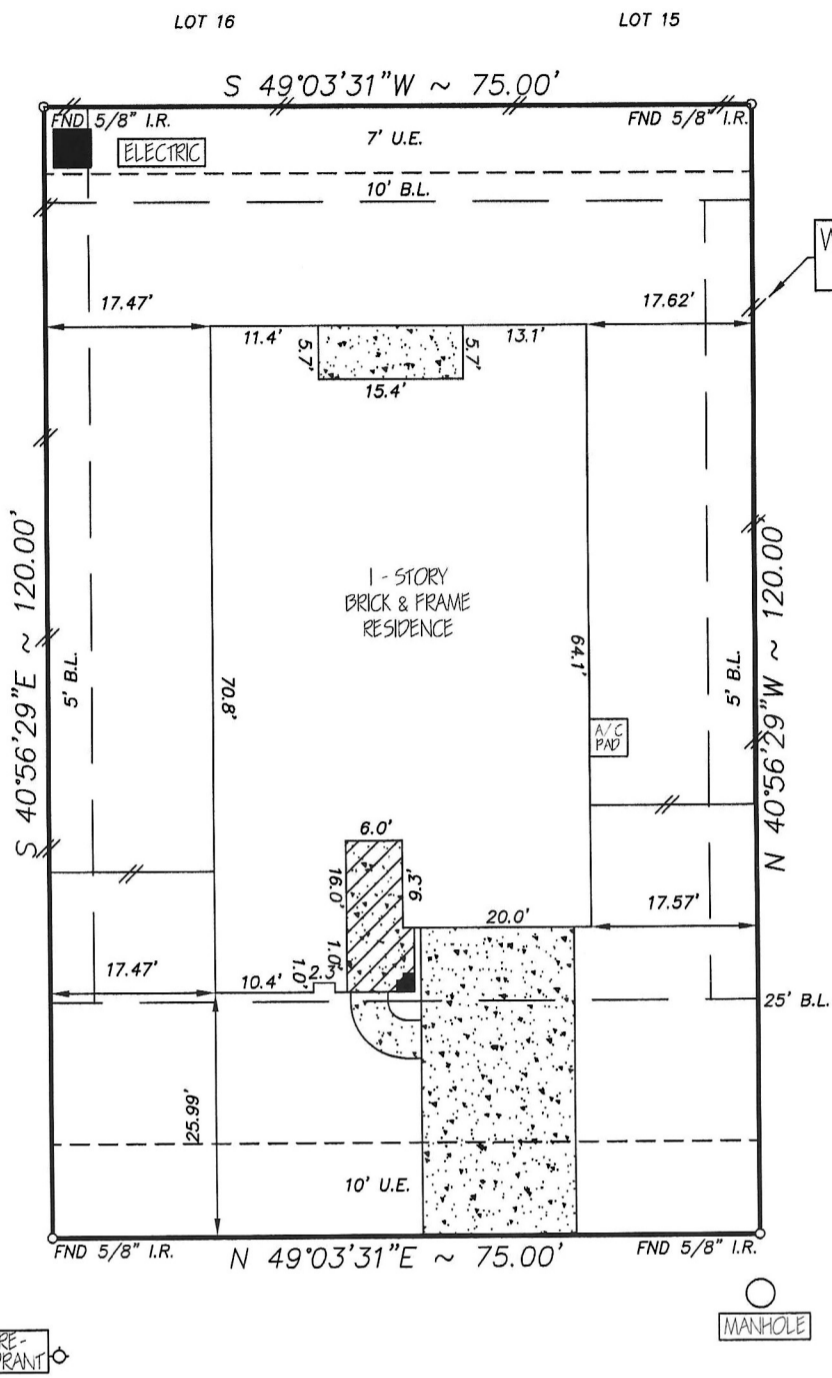 LOT 16
LOT 15
S 49°03'31"W ~ 75.00'
FND 5/8" I.R.
FND 5/8" I.R.
ELECTRIC
7' U.E.
10' B.L.
17.47'
17.62'
11.4'
5.7'
15.4'
5.7'
13.1'
1 - STORY
BRICK & FRAME
RESIDENCE
S 40°56'29"E ~ 120.00'
5' B.L.
70.8'
64.1'
A/C
PAD
5' B.L.
N 40°56'29"W ~ 120.00
6.0'
16.0'
9.3'
20.0'
17.57'
17.47'
10.4'
1.0'
2.3'
1.0'
25' B.L.
25.99'
10' U.E.
FND 5/8" I.R.
N 49°03'31"E ~ 75.00'
FND 5/8" I.R.
MANHOLE
RE-
RANT